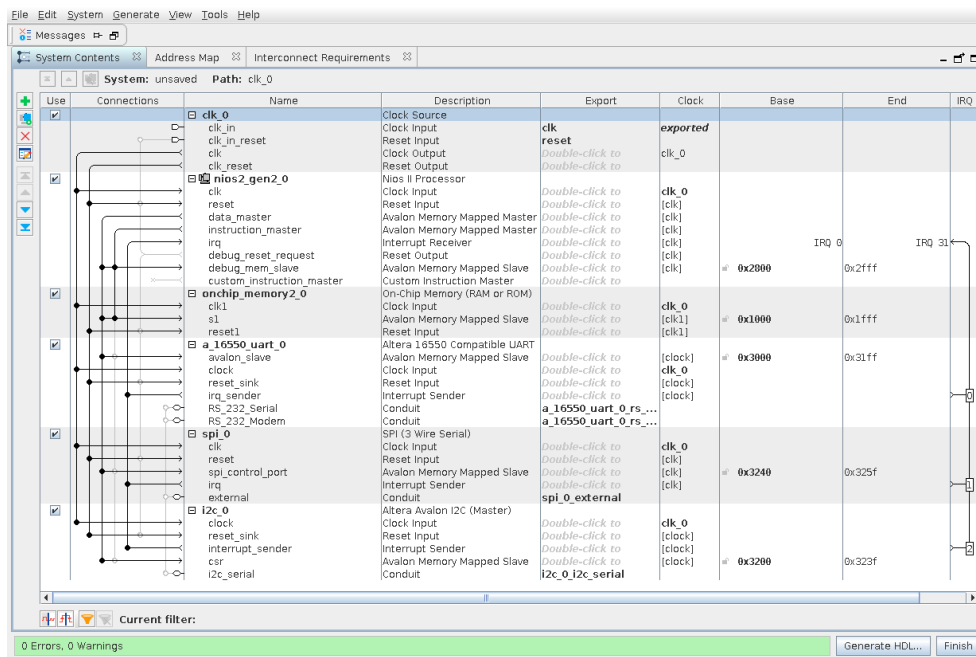 File Edit System Generate View Tools Help
Messages
System Contents Address Map Interconnect Requirements
System: unsaved Path: clk_0
Use Connections Name Description Export Clock Base End IRQ
clk_0 Clock Source
clk_in Clock Input clk exported
clk_in_reset Reset Input reset
clk Clock Output Double-click to clk_0
clk_reset Reset Output Double-click to
nios2_gen2_0 Nios II Processor
clk Clock Input Double-click to clk_0
reset Reset Input Double-click to [clk]
data_master Avalon Memory Mapped Master Double-click to [clk]
instruction_master Avalon Memory Mapped Master Double-click to [clk]
irq Interrupt Receiver Double-click to [clk] IRQ 0 IRQ 31
debug_reset_request Reset Output Double-click to [clk]
debug_mem_slave Avalon Memory Mapped Slave Double-click to [clk] 0x2800 0x2fff
custom_instruction_master Custom Instruction Master Double-click to
onchip_memory2_0 On-Chip Memory (RAM or ROM)
clk1 Clock Input Double-click to clk_0
s1 Avalon Memory Mapped Slave Double-click to [clk1] 0x1000 0x1fff
reset1 Reset Input Double-click to [clk1]
a_16550_uart_0 Altera 16550 Compatible UART
avalon_slave Avalon Memory Mapped Slave Double-click to [clock] 0x3000 0x31ff
clock Clock Input Double-click to clk_0
reset_sink Reset Input Double-click to [clock]
irq_sender Interrupt Sender Double-click to [clock] 0
RS_232_Serial Conduit a_16550_uart_0_rs_...
RS_232_Modem Conduit a_16550_uart_0_rs_...
spi_0 SPI (3 Wire Serial)
clk Clock Input Double-click to clk_0
reset Reset Input Double-click to [clk]
spi_control_port Avalon Memory Mapped Slave Double-click to [clk] 0x3240 0x325f
irq Interrupt Sender Double-click to [clk] 1
external Conduit spi_0_external
i2c_0 Altera Avalon I2C (Master)
clock Clock Input Double-click to clk_0
reset_sink Reset Input Double-click to [clock]
interrupt_sender Interrupt Sender Double-click to [clock] 2
csr Avalon Memory Mapped Slave Double-click to [clock] 0x3200 0x323f
i2c_serial Conduit i2c_0_i2c_serial
Current filter:
0 Errors, 0 Warnings Generate HDL... Finish